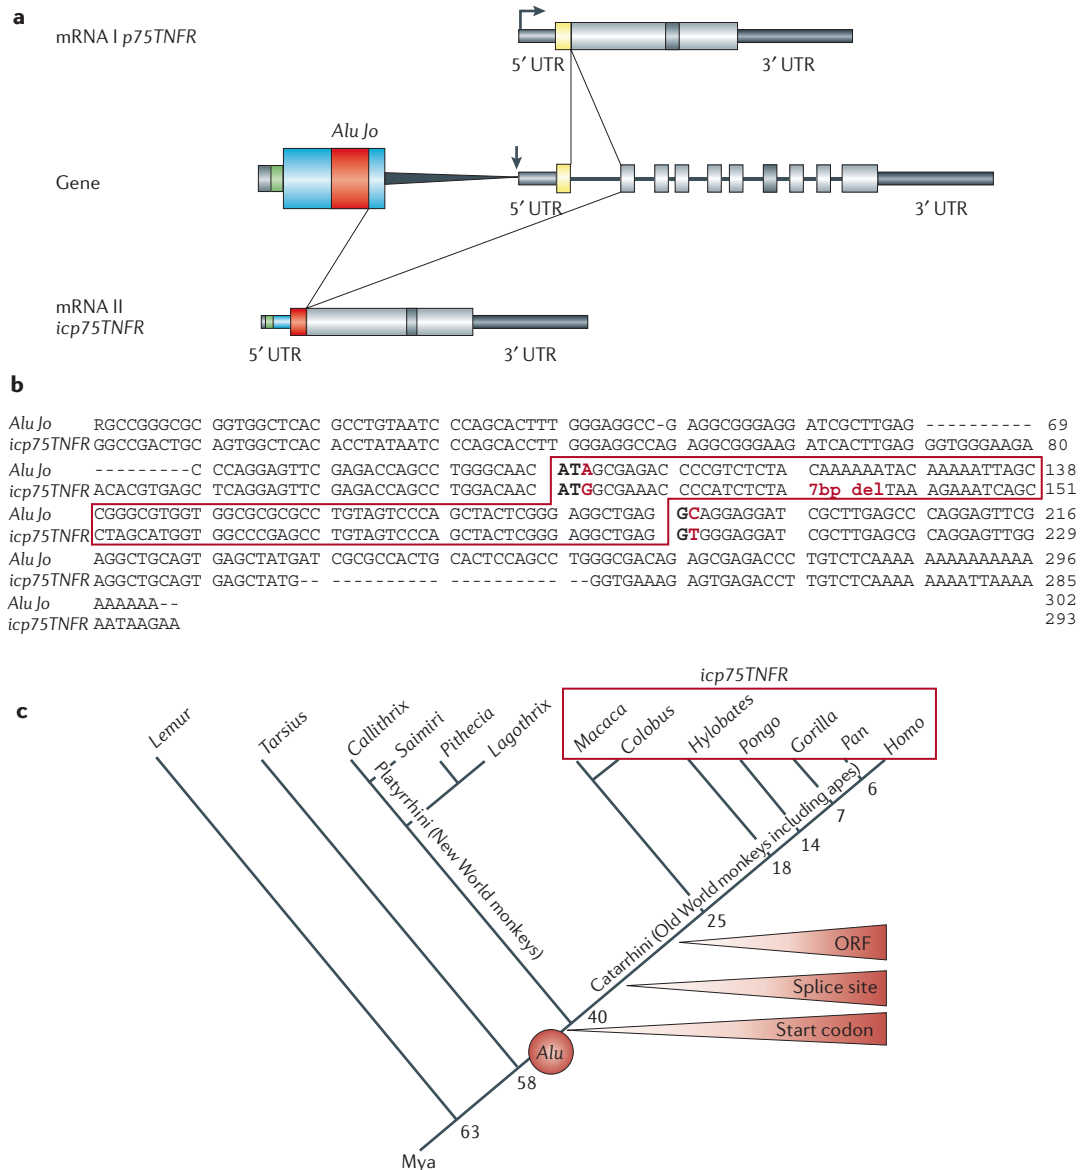 a
mRNA I p75TNFR
5′ UTR
3′ UTR
Alu Jo
Gene
5′ UTR
3′ UTR
mRNA II
icp75TNFR
5′ UTR
3′ UTR
b
Alu Jo RGCCGGGCGC GGTGGCTCAC GCCTGTAATC CCAGCACTTT GGGAGGCC-G AGGCGGGAGG ATCGCTTGAG ---------- 69
icp75TNFR GGCCGACTGC AGTGGCTCAC ACCTATAATC CCAGCACCTT GGGAGGCCAG AGGCGGGAAG ATCACTTGAG GGTGGGAAGA 80
Alu Jo ---------C CCAGGAGTTC GAGACCAGCC TGGGCAAC ATAGCGAGAC CCCGTCTCTA CAAAAAATAC AAAAATTAGC 138
icp75TNFR ACACGTGAGC TCAGGAGTTC GAGACCAGCC TGGACAAC ATGGCGAAAC CCCATCTCTA 7bp delTAA AGAAATCAGC 151
Alu Jo CGGGCGTGGT GGCGCGCGCC TGTAGTCCCA GCTACTCGGG AGGCTGAG GCAGGAGGAT CGCTTGAGCC CAGGAGTTCG 216
icp75TNFR CTAGCATGGT GGCCCGAGCC TGTAGTCCCA GCTACTCGGG AGGCTGAG GTGGGAGGAT CGCTTGAGCG CAGGAGTTGG 229
Alu Jo AGGCTGCAGT GAGCTATGAT CGCGCCACTG CACTCCAGCC TGGGCGACAG AGCGAGACCC TGTCTCAAAA AAAAAAAAAA 296
icp75TNFR AGGCTGCAGT GAGCTATG-- ---------- ---------- --GGTGAAAG AGTGAGACCT TGTCTCAAAA AAAATTAAAA 285
Alu Jo AAAAAA-- 302
icp75TNFR AATAAGAA 293
c
icp75TNFR
Lemur
Tarsius
Callithrix
Saimiri
Pithecia
Lagothrix
Macaca
Colobus
Hylobates
Pongo
Gorilla
Pan
Homo
Platyrrhini (New World monkeys)
Catarrhini (Old World monkeys including apes)
6
7
14
18
25
ORF
Splice site
40
Start codon
Alu
58
63
Mya